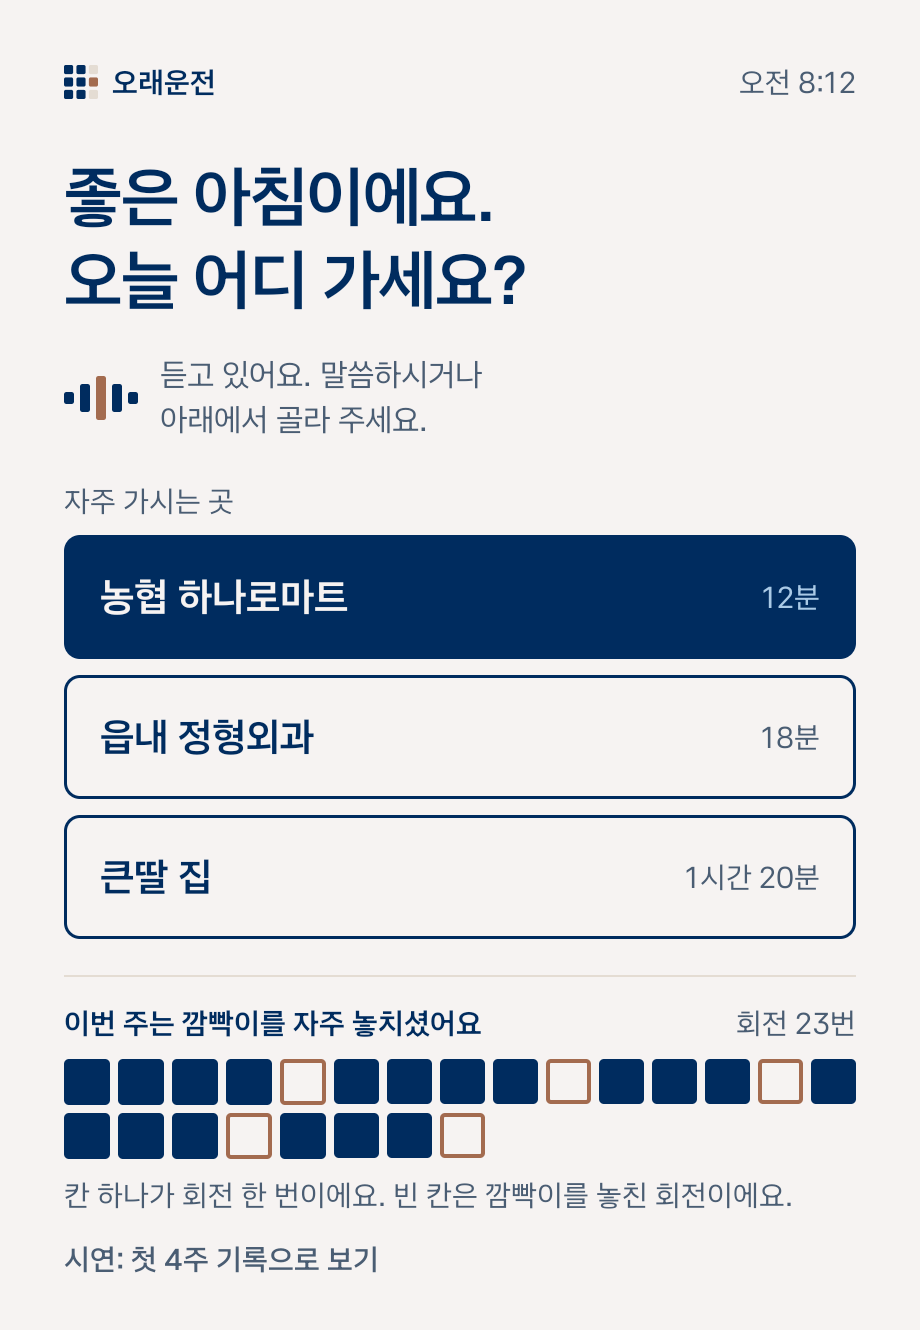 오래운전
오전 8:12
좋은 아침이에요.
오늘 어디 가세요?
듣고 있어요. 말씀하시거나
아래에서 골라 주세요.
자주 가시는 곳
농협 하나로마트
12분
읍내 정형외과
18분
큰딸 집
1시간 20분
이번 주는 깜빡이를 자주 놓치셨어요
회전 23번
칸 하나가 회전 한 번이에요. 빈 칸은 깜빡이를 놓친 회전이에요.
시연: 첫 4주 기록으로 보기